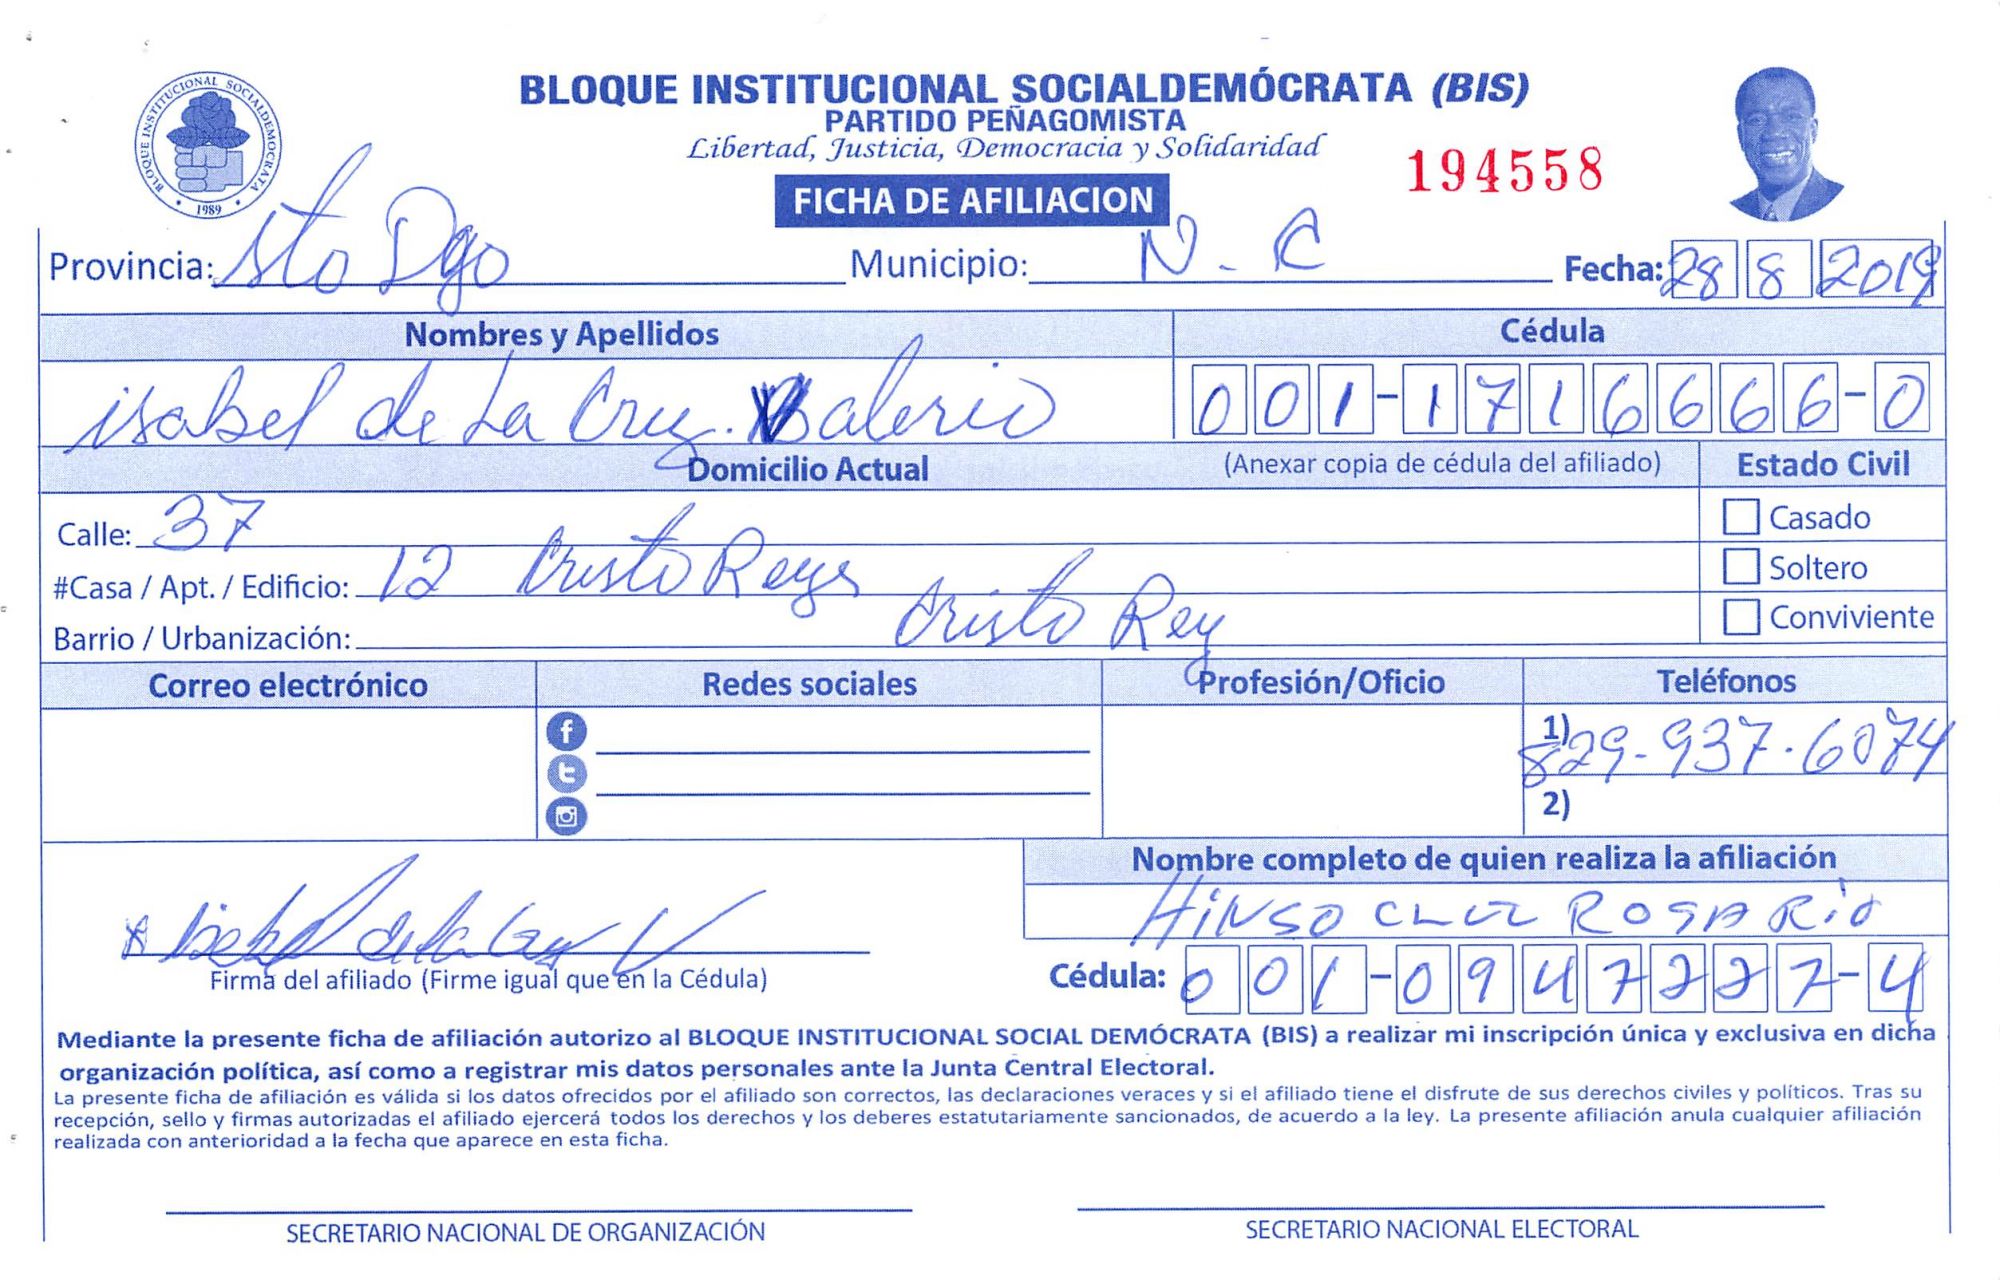 BLOQUE INSTITUCIONAL SOCIALDEMOCRATA
1989
BLOQUE INSTITUCIONAL SOCIALDEMÓCRATA (BIS)
PARTIDO PEÑAGOMISTA
Libertad, Justicia, Democracia y Solidaridad
194558
FICHA DE AFILIACION
Provincia: Sto Dgo Municipio: N. C Fecha: 28 8 2019
Nombres y Apellidos Cédula
isabel de La Cruz. Valerio 001-1716666-0
Domicilio Actual (Anexar copia de cédula del afiliado) Estado Civil
Calle: 37 Casado
#Casa / Apt. / Edificio: 12 Cristo Reyes Soltero
Barrio / Urbanización: Cristo Rey Conviviente
Correo electrónico Redes sociales Profesión/Oficio Teléfonos
1) 829-937-6074
2)
Nombre completo de quien realiza la afiliación
HiNSO CRUZ ROSARiO
x Isabel de la Cruz V
Firma del afiliado (Firme igual que en la Cédula) Cédula: 001-0947227-4
Mediante la presente ficha de afiliación autorizo al BLOQUE INSTITUCIONAL SOCIAL DEMÓCRATA (BIS) a realizar mi inscripción única y exclusiva en dicha
organización política, así como a registrar mis datos personales ante la Junta Central Electoral.
La presente ficha de afiliación es válida si los datos ofrecidos por el afiliado son correctos, las declaraciones veraces y si el afiliado tiene el disfrute de sus derechos civiles y políticos. Tras su
recepción, sello y firmas autorizadas el afiliado ejercerá todos los derechos y los deberes estatutariamente sancionados, de acuerdo a la ley. La presente afiliación anula cualquier afiliación
realizada con anterioridad a la fecha que aparece en esta ficha.
SECRETARIO NACIONAL DE ORGANIZACIÓN SECRETARIO NACIONAL ELECTORAL